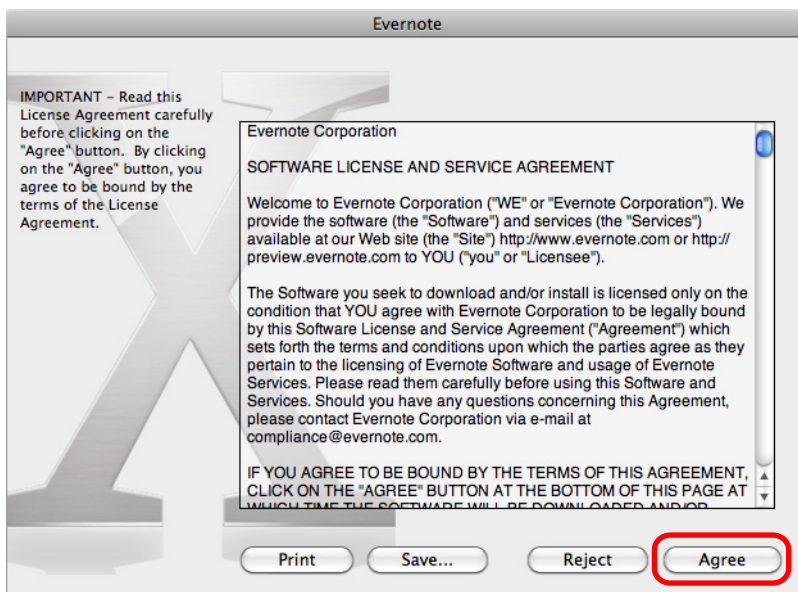 Evernote
IMPORTANT – Read this
License Agreement carefully
before clicking on the
"Agree" button.  By clicking
on the "Agree" button, you
agree to be bound by the
terms of the License
Agreement.
Evernote Corporation
SOFTWARE LICENSE AND SERVICE AGREEMENT
Welcome to Evernote Corporation ("WE" or "Evernote Corporation"). We
provide the software (the "Software") and services (the "Services")
available at our Web site (the "Site") http://www.evernote.com or http://
preview.evernote.com to YOU ("you" or "Licensee").
The Software you seek to download and/or install is licensed only on the
condition that YOU agree with Evernote Corporation to be legally bound
by this Software License and Service Agreement ("Agreement") which
sets forth the terms and conditions upon which the parties agree as they
pertain to the licensing of Evernote Software and usage of Evernote
Services. Please read them carefully before using this Software and
Services. Should you have any questions concerning this Agreement,
please contact Evernote Corporation via e-mail at
compliance@evernote.com.
IF YOU AGREE TO BE BOUND BY THE TERMS OF THIS AGREEMENT,
CLICK ON THE "AGREE" BUTTON AT THE BOTTOM OF THIS PAGE AT
WHICH TIME THE SOFTWARE WILL BE DOWNLOADED AND/OR
Print Save... Reject Agree